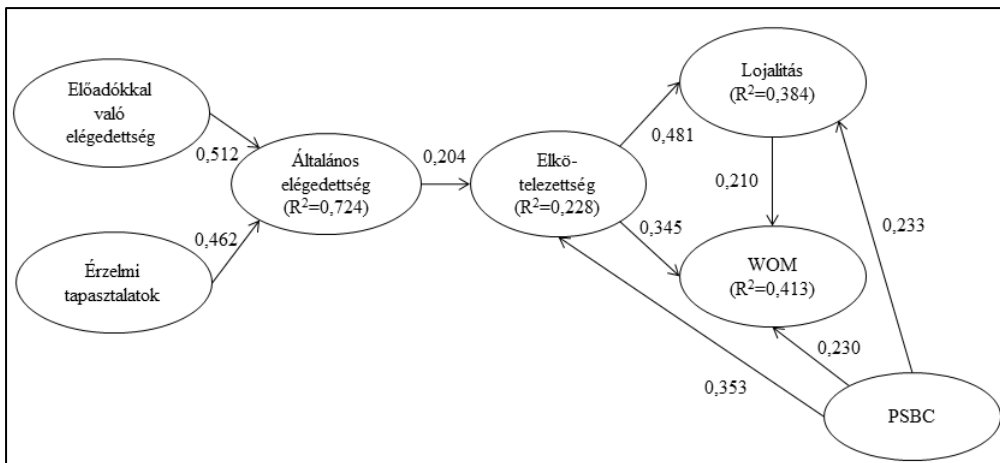 Előadókkal
való
elégedettség
0,512
Érzelmi
tapasztalatok
0,462
Általános
elégedettség
(R²=0,724)
0,204
Elkö-
telezettség
(R²=0,228)
0,481
0,345
Lojalitás
(R²=0,384)
0,210
WOM
(R²=0,413)
0,233
0,230
0,353
PSBC